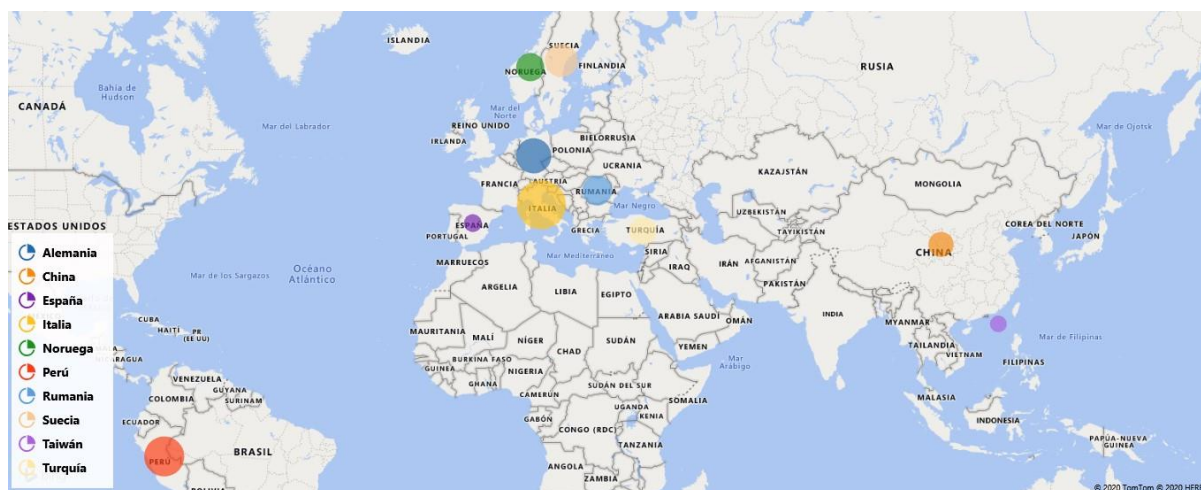 ISLANDIA
SUECIA
NORUEGA
FINLANDIA
RUSIA
CANADÁ
Bahía de
Hudson
Mar del Labrador
Mar del
Norte
REINO UNIDO
IRLANDA
Mar de Ojotsk
BIELORRUSIA
POLONIA
UCRANIA
FRANCIA
AUSTRIA
RUMANIA
KAZAJSTÁN
MONGOLIA
ITALIA
Mar Negro
ESPAÑA
PORTUGAL
GRECIA
TURQUÍA
UZBEKISTÁN
TAYIKISTÁN
COREA DEL NORTE
JAPÓN
CHINA
ESTADOS UNIDOS
Alemania
China
España
Italia
Noruega
Perú
Rumania
Suecia
Taiwán
Turquía
Mar de los Sargazos
Océano
Atlántico
Mar Mediterráneo
SIRIA
IRAQ
IRÁN
AFGANISTÁN
PAKISTÁN
MARRUECOS
ARGELIA
LIBIA
EGIPTO
ARABIA SAUDÍ
OMÁN
INDIA
MYANMAR
Mar de Filipinas
CUBA
HAITÍ
PR
(EE UU)
MAURITANIA
MALÍ
NÍGER
CHAD
SUDÁN
YEMEN
Mar
Arábigo
TAILANDIA
VIETNAM
FILIPINAS
BURKINA FASO
GUINEA
GHANA
NIGERIA
CAMERÚN
SUDÁN DEL SUR
SOMALIA
VENEZUELA
GUYANA
SURINAM
COLOMBIA
GABÓN
UGANDA
KENIA
CONGO (RDC)
TANZANIA
MALASIA
INDONESIA
PAPÚA-NUEVA
GUINEA
ECUADOR
PERÚ
BRASIL
ANGOLA
ZAMBIA
© 2020 TomTom © 2020 HERE